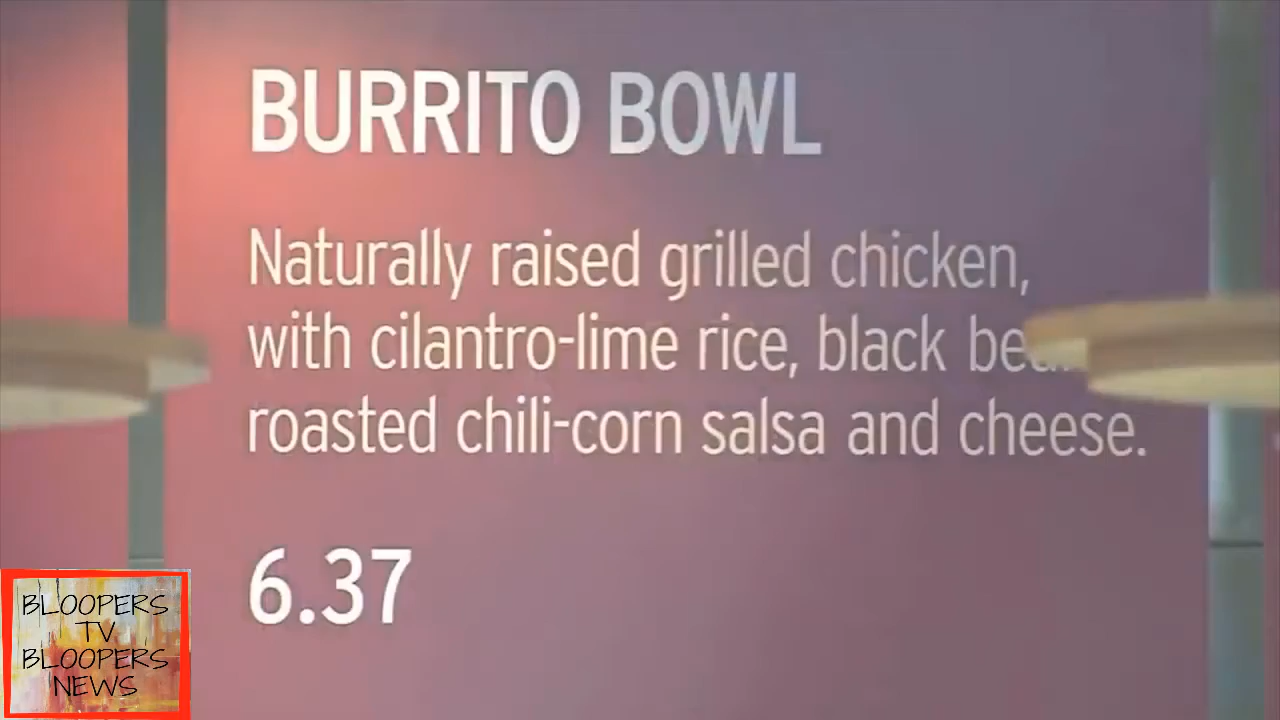 BURRITO BOWL
Naturally raised grilled chicken,
with cilantro-lime rice, black
roasted chili-corn salsa and cheese.
6.37
BLOOPERS
TV
BLOOPERS
NEWS